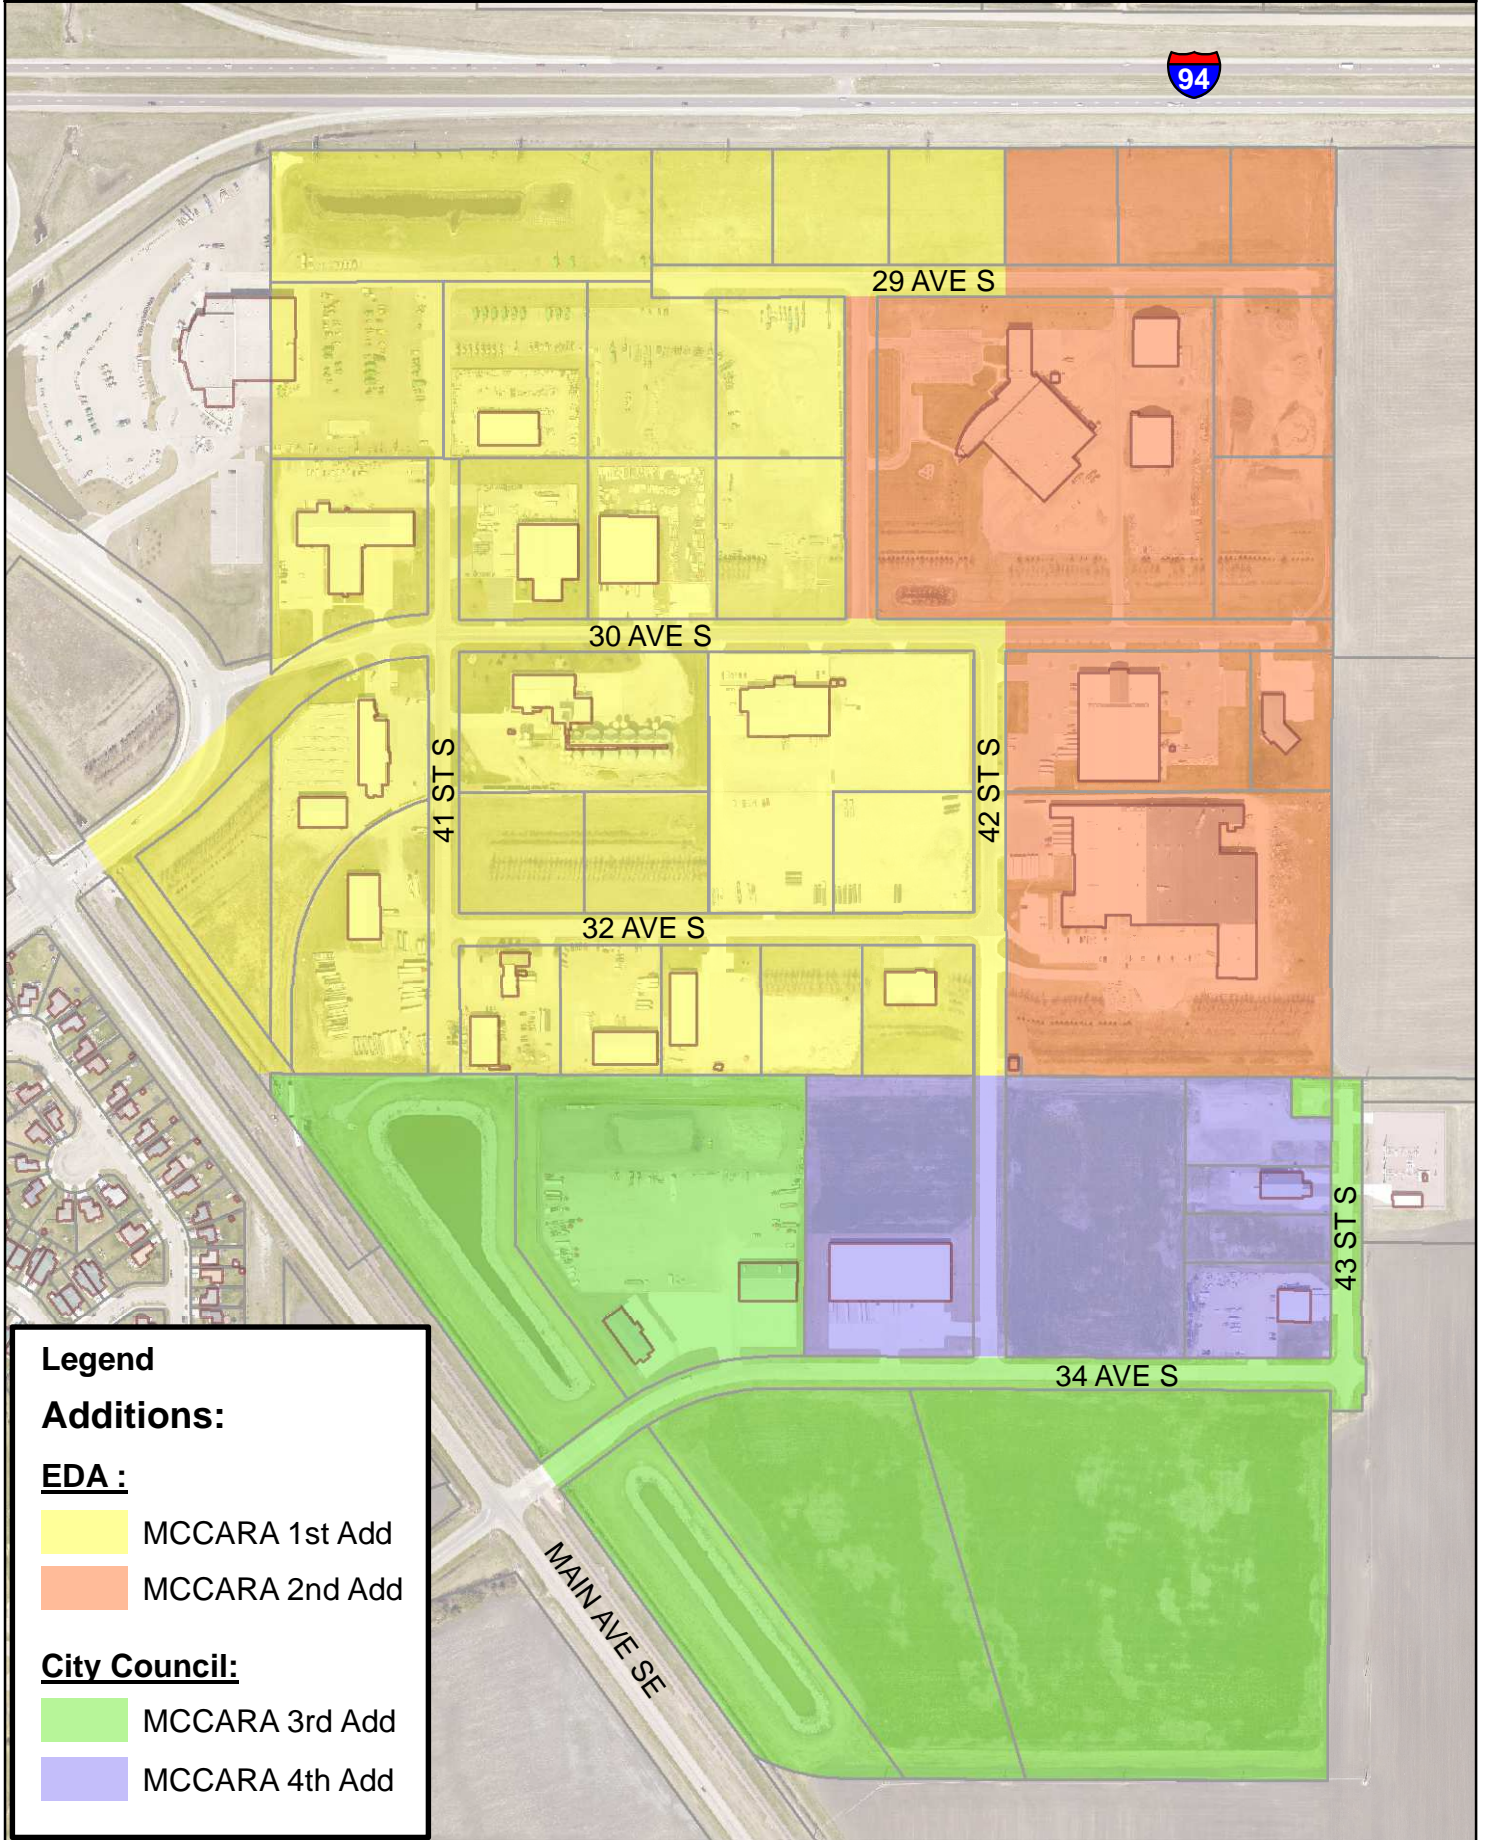 94
29 AVE S
30 AVE S
41 ST S
42 ST S
32 AVE S
43 ST S
34 AVE S
MAIN AVE SE
Legend
Additions:
EDA :
MCCARA 1st Add
MCCARA 2nd Add
City Council:
MCCARA 3rd Add
MCCARA 4th Add